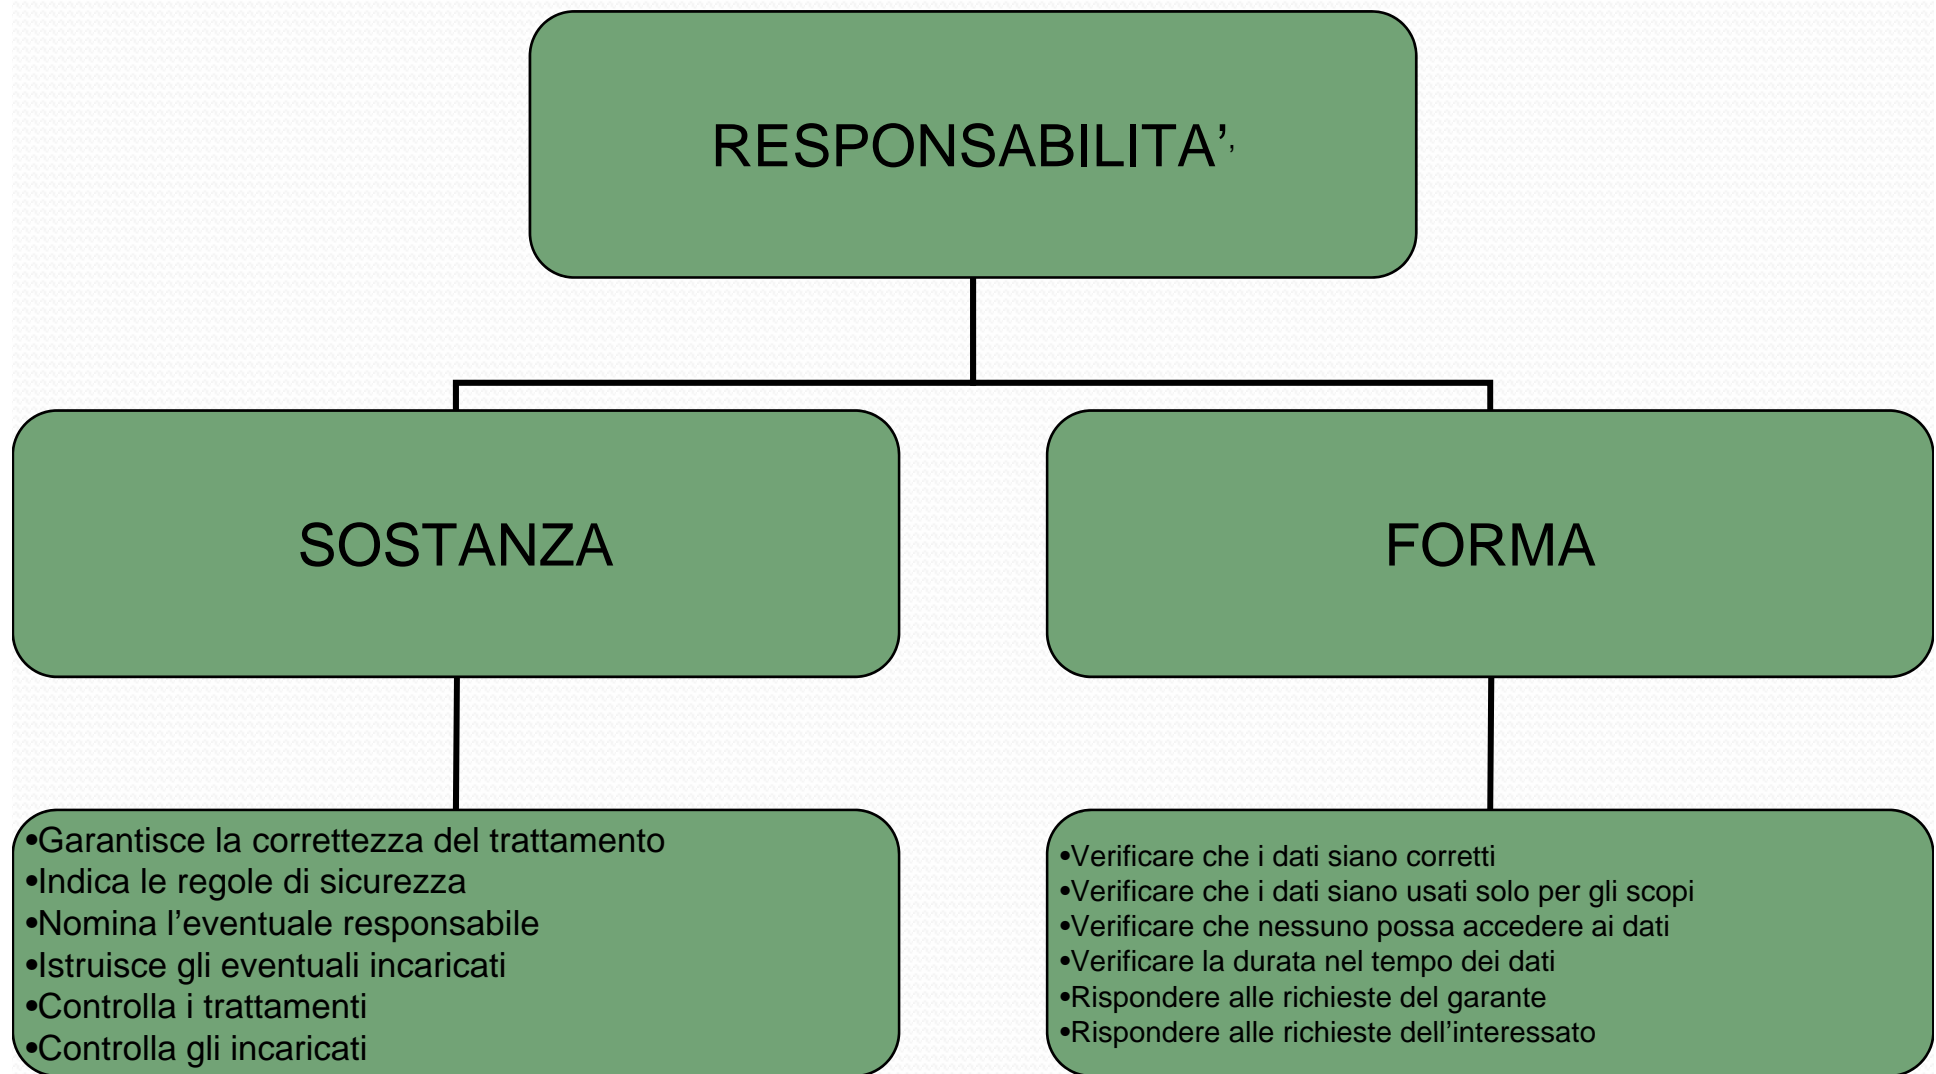 RESPONSABILITA’,
SOSTANZA
FORMA
•Garantisce la correttezza del trattamento
•Indica le regole di sicurezza
•Nomina l’eventuale responsabile
•Istruisce gli eventuali incaricati
•Controlla i trattamenti
•Controlla gli incaricati
•Verificare che i dati siano corretti
•Verificare che i dati siano usati solo per gli scopi
•Verificare che nessuno possa accedere ai dati
•Verificare la durata nel tempo dei dati
•Rispondere alle richieste del garante
•Rispondere alle richieste dell’interessato